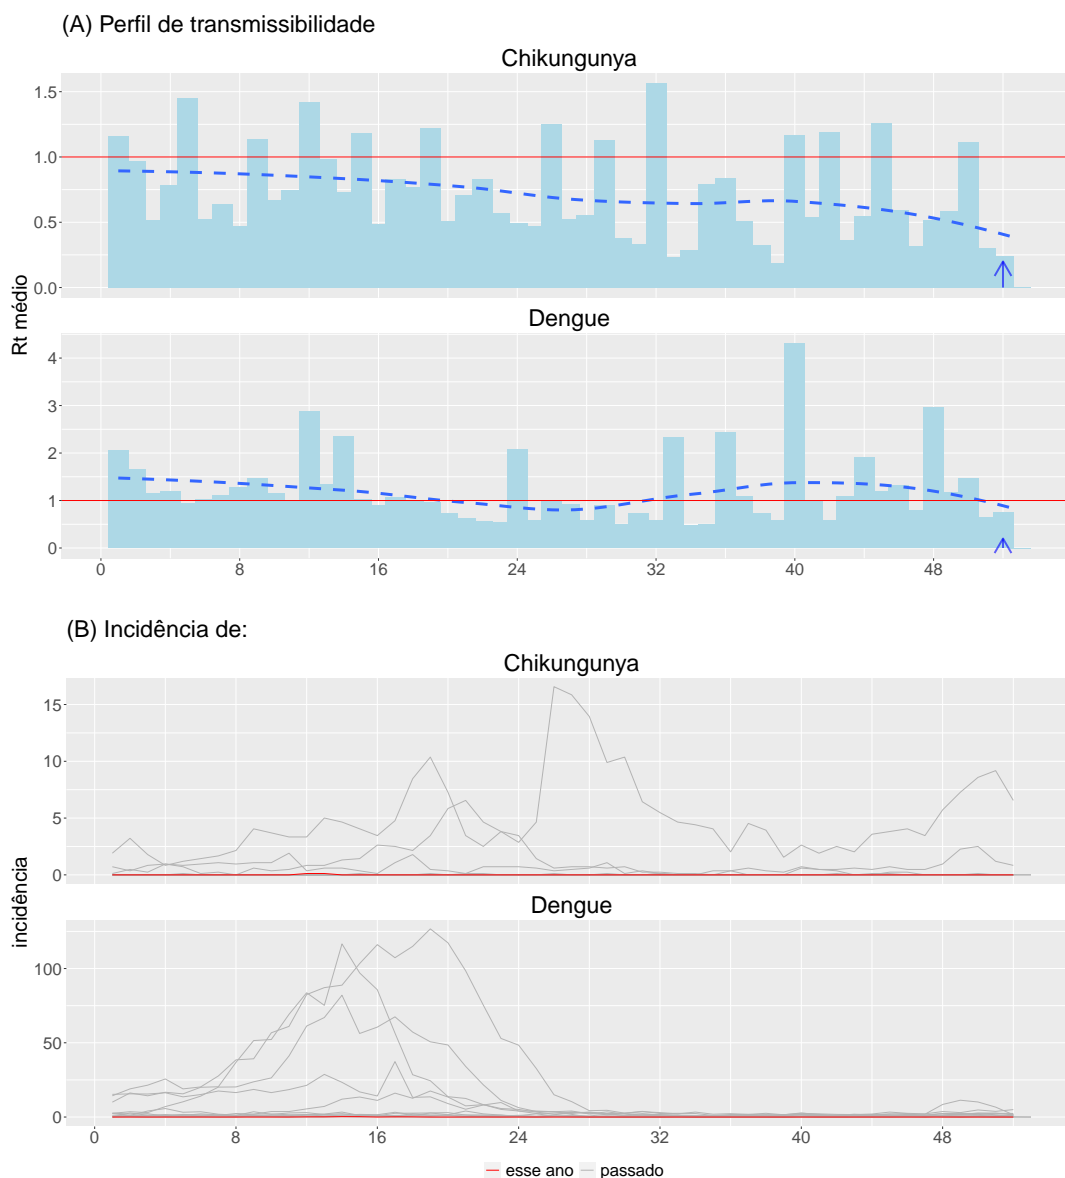 (A) Perfil de transmissibilidade
Chikungunya
1.5
1.0
0.5
0.0
Rt médio
Dengue
4
3
2
1
0
0 8 16 24 32 40 48
(B) Incidência de:
Chikungunya
15
10
5
0
incidência
Dengue
100
50
0
0 8 16 24 32 40 48
esse ano passado